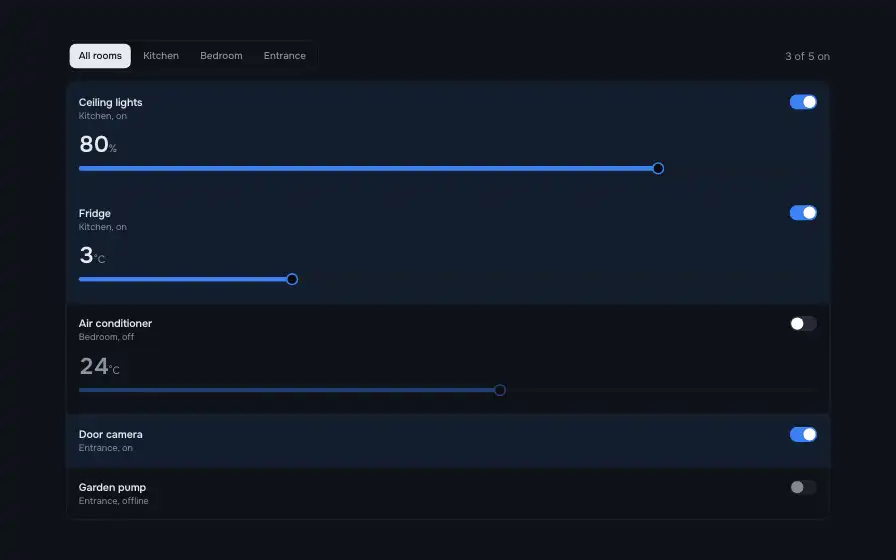 All rooms Kitchen Bedroom Entrance 3 of 5 on
Ceiling lights
Kitchen, on
80%
Fridge
Kitchen, on
3°C
Air conditioner
Bedroom, off
24°C
Door camera
Entrance, on
Garden pump
Entrance, offline